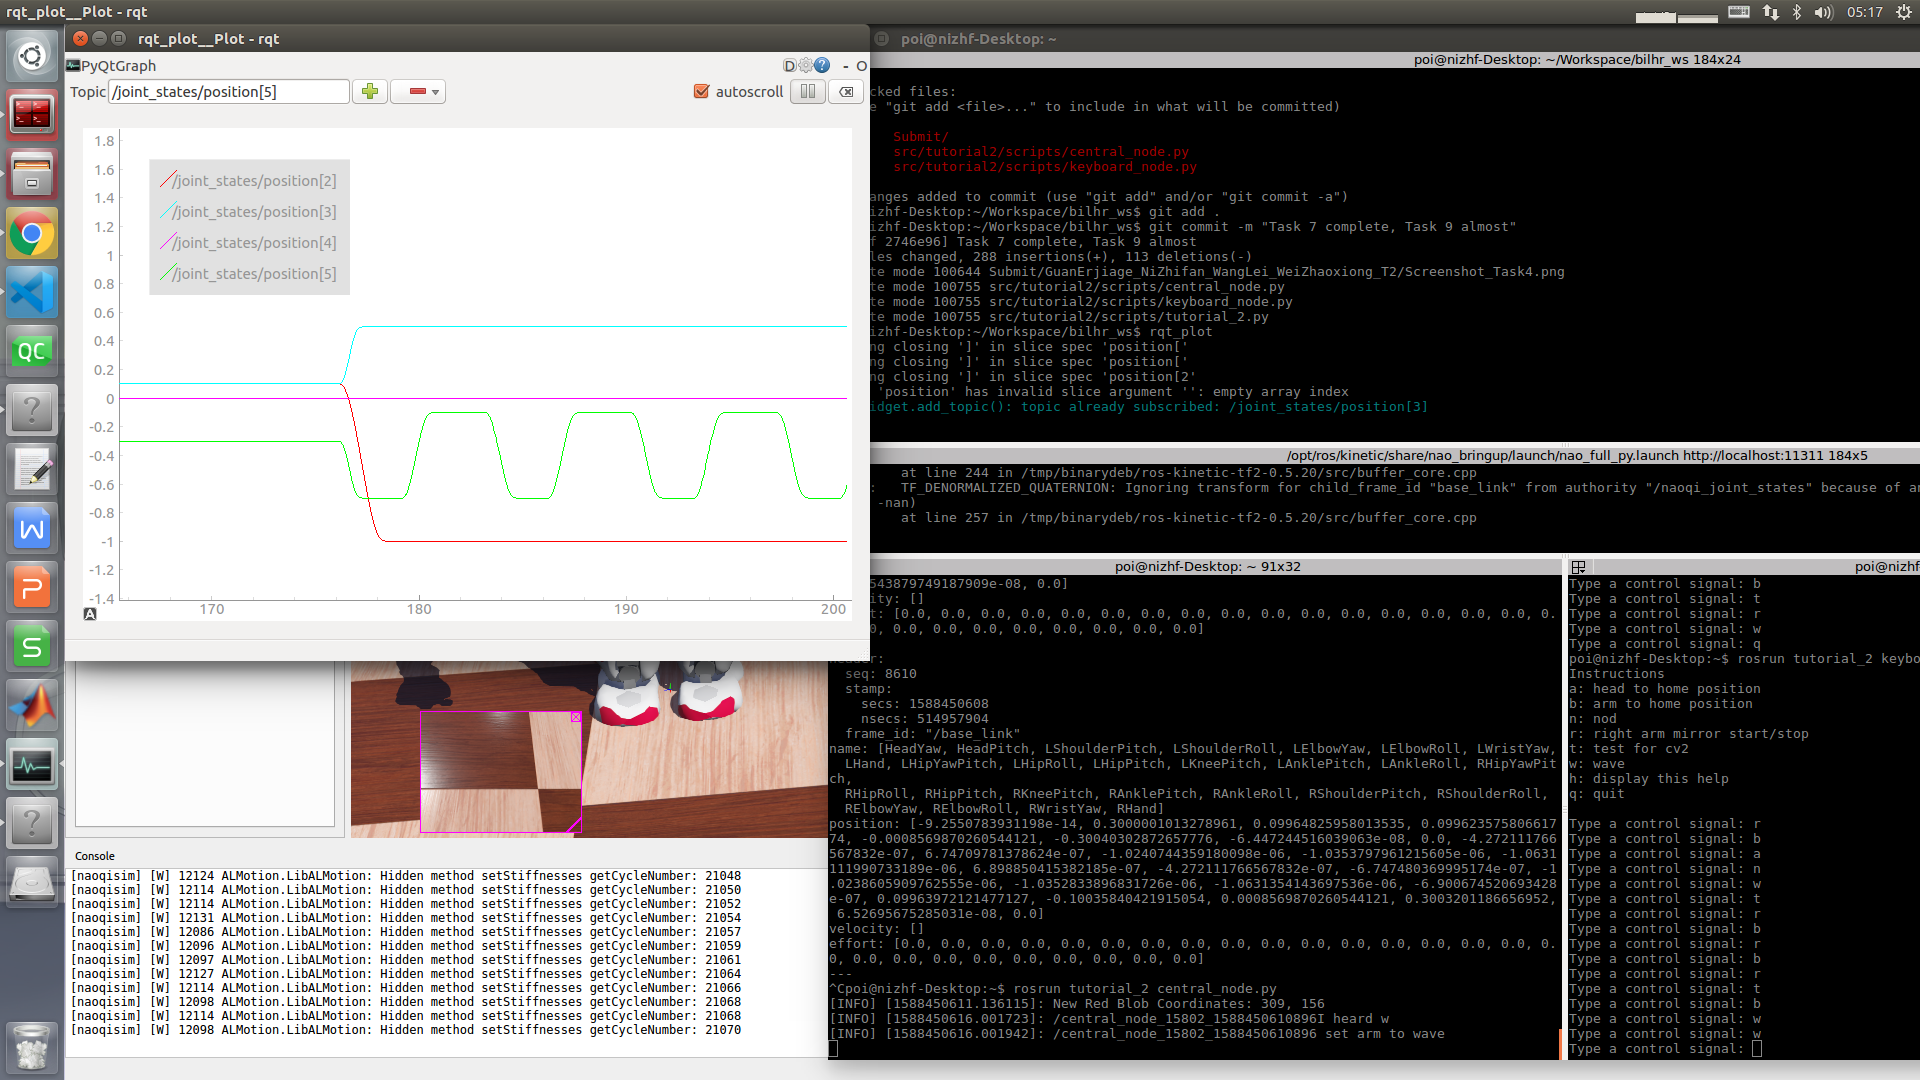 rqt_plot__Plot - rqt
05:17
rqt_plot__Plot - rqt
PyQtGraph
D
- O
Topic /joint_states/position[5]
autoscroll
1.8
1.6
1.4
1.2
1
0.8
0.6
0.4
0.2
0
-0.2
-0.4
-0.6
-0.8
-1
-1.2
-1.4
/joint_states/position[2]
/joint_states/position[3]
/joint_states/position[4]
/joint_states/position[5]
170 180 190 200
A
poi@nizhf-Desktop: ~
poi@nizhf-Desktop: ~/Workspace/bilhr_ws 184x24
cked files:
e "git add <file>..." to include in what will be committed)
Submit/
src/tutorial2/scripts/central_node.py
src/tutorial2/scripts/keyboard_node.py
anges added to commit (use "git add" and/or "git commit -a")
izhf-Desktop:~/Workspace/bilhr_ws$ git add .
izhf-Desktop:~/Workspace/bilhr_ws$ git commit -m "Task 7 complete, Task 9 almost"
f 2746e96] Task 7 complete, Task 9 almost
les changed, 288 insertions(+), 113 deletions(-)
te mode 100644 Submit/GuanErjiage_NiZhifan_WangLei_WeiZhaoxiong_T2/Screenshot_Task4.png
te mode 100755 src/tutorial2/scripts/central_node.py
te mode 100755 src/tutorial2/scripts/keyboard_node.py
te mode 100755 src/tutorial2/scripts/tutorial_2.py
izhf-Desktop:~/Workspace/bilhr_ws$ rqt_plot
ng closing ']' in slice spec 'position['
ng closing ']' in slice spec 'position['
ng closing ']' in slice spec 'position[2'
'position' has invalid slice argument '': empty array index
idget.add_topic(): topic already subscribed: /joint_states/position[3]
/opt/ros/kinetic/share/nao_bringup/launch/nao_full_py.launch http://localhost:11311 184x5
at line 244 in /tmp/binarydeb/ros-kinetic-tf2-0.5.20/src/buffer_core.cpp
: TF_DENORMALIZED_QUATERNION: Ignoring transform for child_frame_id "base_link" from authority "/naoqi_joint_states" because of an
-nan)
at line 257 in /tmp/binarydeb/ros-kinetic-tf2-0.5.20/src/buffer_core.cpp
poi@nizhf-Desktop: ~ 91x32
543879749187909e-08, 0.0]
ity: []
t: [0.0, 0.0, 0.0, 0.0, 0.0, 0.0, 0.0, 0.0, 0.0, 0.0, 0.0, 0.0, 0.0, 0.0, 0.0, 0.0, 0.
0, 0.0, 0.0, 0.0, 0.0, 0.0, 0.0, 0.0, 0.0]
header:
seq: 8610
stamp:
secs: 1588450608
nsecs: 514957904
frame_id: "/base_link"
name: [HeadYaw, HeadPitch, LShoulderPitch, LShoulderRoll, LElbowYaw, LElbowRoll, LWristYaw,
LHand, LHipYawPitch, LHipRoll, LHipPitch, LKneePitch, LAnklePitch, LAnkleRoll, RHipYawPit
ch,
RHipRoll, RHipPitch, RKneePitch, RAnklePitch, RAnkleRoll, RShoulderPitch, RShoulderRoll,
RElbowYaw, RElbowRoll, RWristYaw, RHand]
position: [-9.2550783931198e-14, 0.3000001013278961, 0.09964825958013535, 0.0996235758066​17
74, -0.0008569870260544121, -0.30040302872657776, -6.447244516039063e-08, 0.0, -4.272111766
567832e-07, 6.74709781378624e-07, -1.0240744359180098e-06, -1.0353797961215605e-06, -1.0631
111990733189e-06, 6.898850415382185e-07, -4.272111766567832e-07, -6.747480369995174e-07, -1
.0238605909762555e-06, -1.0352833896831726e-06, -1.0631354143697536e-06, -6.900674520693428
e-07, 0.09963972121477127, -0.10035840421915054, 0.0008569870260544121, 0.3003201186656952,
6.52695675285031e-08, 0.0]
velocity: []
effort: [0.0, 0.0, 0.0, 0.0, 0.0, 0.0, 0.0, 0.0, 0.0, 0.0, 0.0, 0.0, 0.0, 0.0, 0.0, 0.0, 0.
0, 0.0, 0.0, 0.0, 0.0, 0.0, 0.0, 0.0, 0.0, 0.0]
---
^Cpoi@nizhf-Desktop:~$ rosrun tutorial_2 central_node.py
[INFO] [1588450611.136115]: New Red Blob Coordinates: 309, 156
[INFO] [1588450616.001723]: /central_node_15802_1588450610896I heard w
[INFO] [1588450616.001942]: /central_node_15802_1588450610896 set arm to wave
poi@nizhf
Type a control signal: b
Type a control signal: t
Type a control signal: r
Type a control signal: w
Type a control signal: q
poi@nizhf-Desktop:~$ rosrun tutorial_2 keybo
Instructions
a: head to home position
b: arm to home position
n: nod
r: right arm mirror start/stop
t: test for cv2
w: wave
h: display this help
q: quit
Type a control signal: r
Type a control signal: b
Type a control signal: a
Type a control signal: n
Type a control signal: w
Type a control signal: t
Type a control signal: r
Type a control signal: b
Type a control signal: r
Type a control signal: b
Type a control signal: r
Type a control signal: t
Type a control signal: b
Type a control signal: w
Type a control signal: w
Type a control signal:
Console
[naoqisim] [W] 12124 ALMotion.LibALMotion: Hidden method setStiffnesses getCycleNumber: 21048
[naoqisim] [W] 12114 ALMotion.LibALMotion: Hidden method setStiffnesses getCycleNumber: 21050
[naoqisim] [W] 12114 ALMotion.LibALMotion: Hidden method setStiffnesses getCycleNumber: 21052
[naoqisim] [W] 12131 ALMotion.LibALMotion: Hidden method setStiffnesses getCycleNumber: 21054
[naoqisim] [W] 12086 ALMotion.LibALMotion: Hidden method setStiffnesses getCycleNumber: 21057
[naoqisim] [W] 12096 ALMotion.LibALMotion: Hidden method setStiffnesses getCycleNumber: 21059
[naoqisim] [W] 12097 ALMotion.LibALMotion: Hidden method setStiffnesses getCycleNumber: 21061
[naoqisim] [W] 12127 ALMotion.LibALMotion: Hidden method setStiffnesses getCycleNumber: 21064
[naoqisim] [W] 12114 ALMotion.LibALMotion: Hidden method setStiffnesses getCycleNumber: 21066
[naoqisim] [W] 12098 ALMotion.LibALMotion: Hidden method setStiffnesses getCycleNumber: 21068
[naoqisim] [W] 12114 ALMotion.LibALMotion: Hidden method setStiffnesses getCycleNumber: 21068
[naoqisim] [W] 12098 ALMotion.LibALMotion: Hidden method setStiffnesses getCycleNumber: 21070
QC
W
P
S